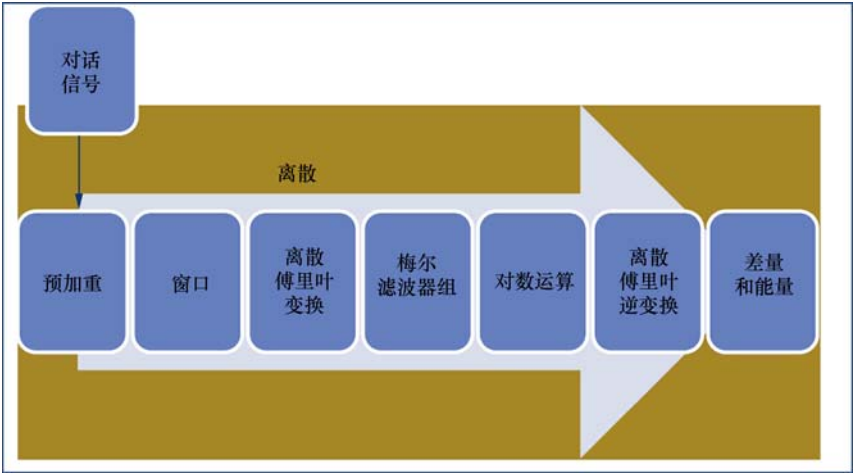 对话
信号
离散
预加重
窗口
离散
傅里叶
变换
梅尔
滤波器组
对数运算
离散
傅里叶
逆变换
差量
和能量